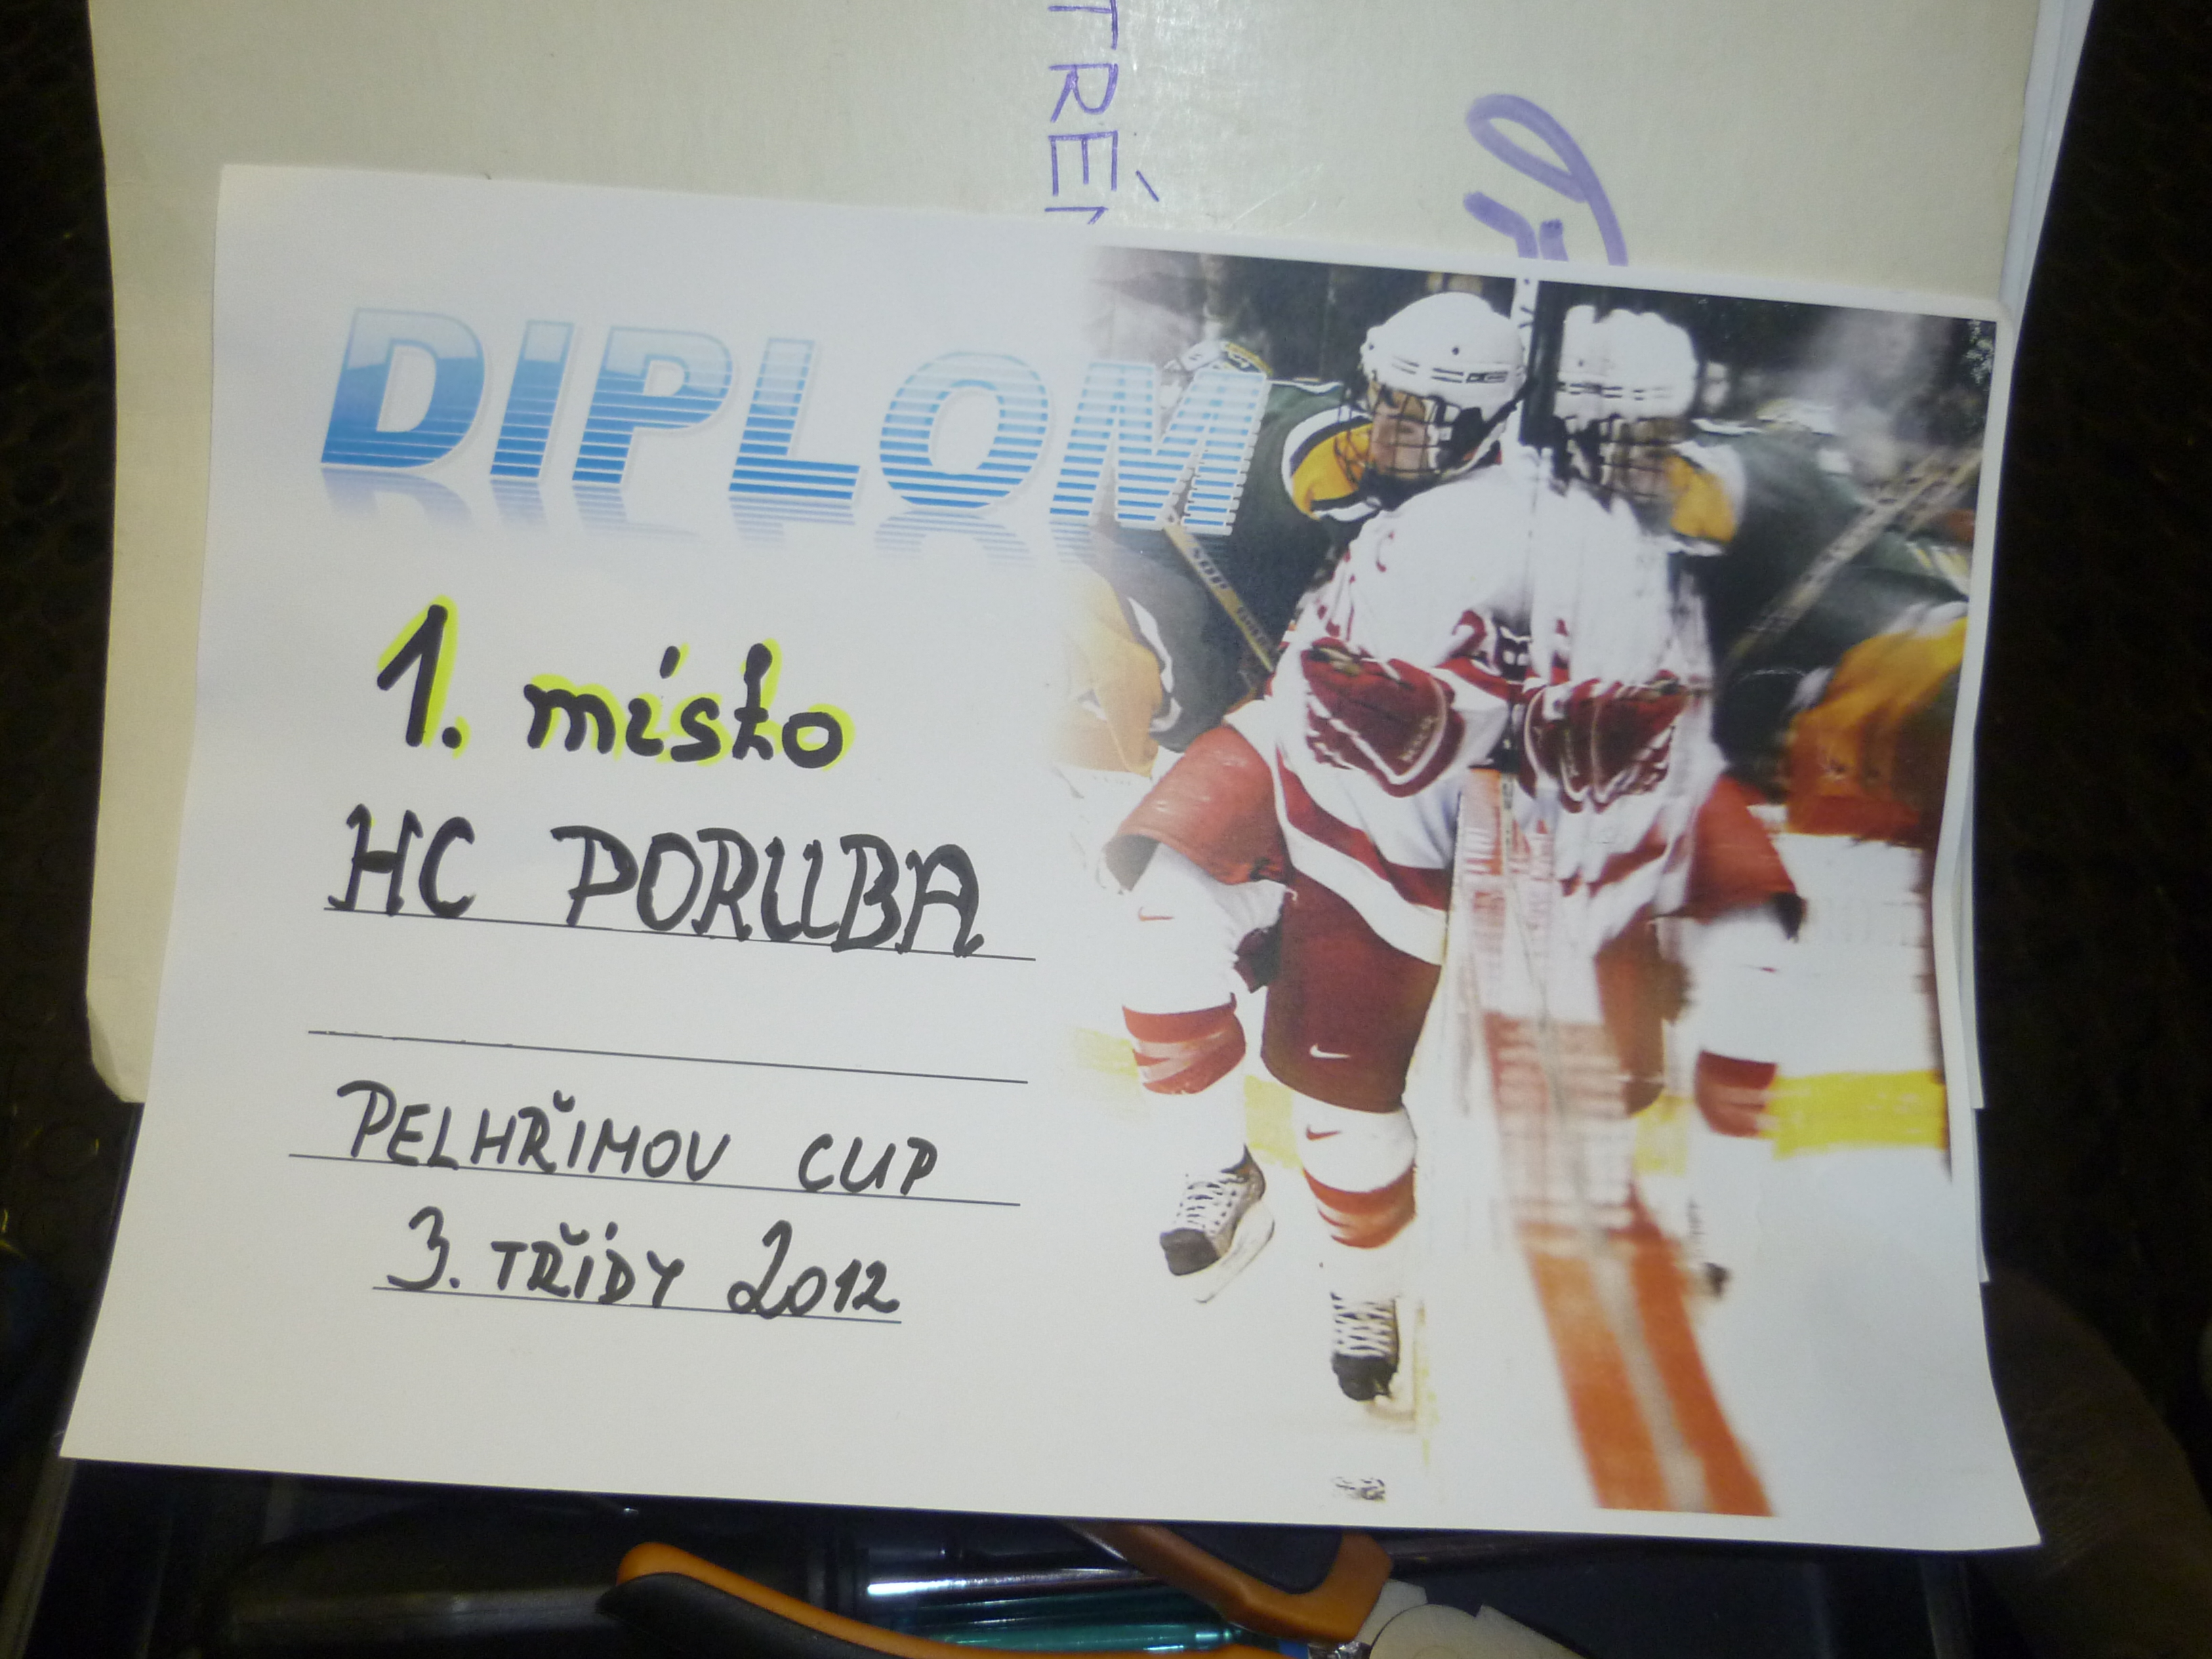 DIPLOM
1. místo
HC PORUBA
PELHŘIMOV CUP
3. TŘÍDY 2012